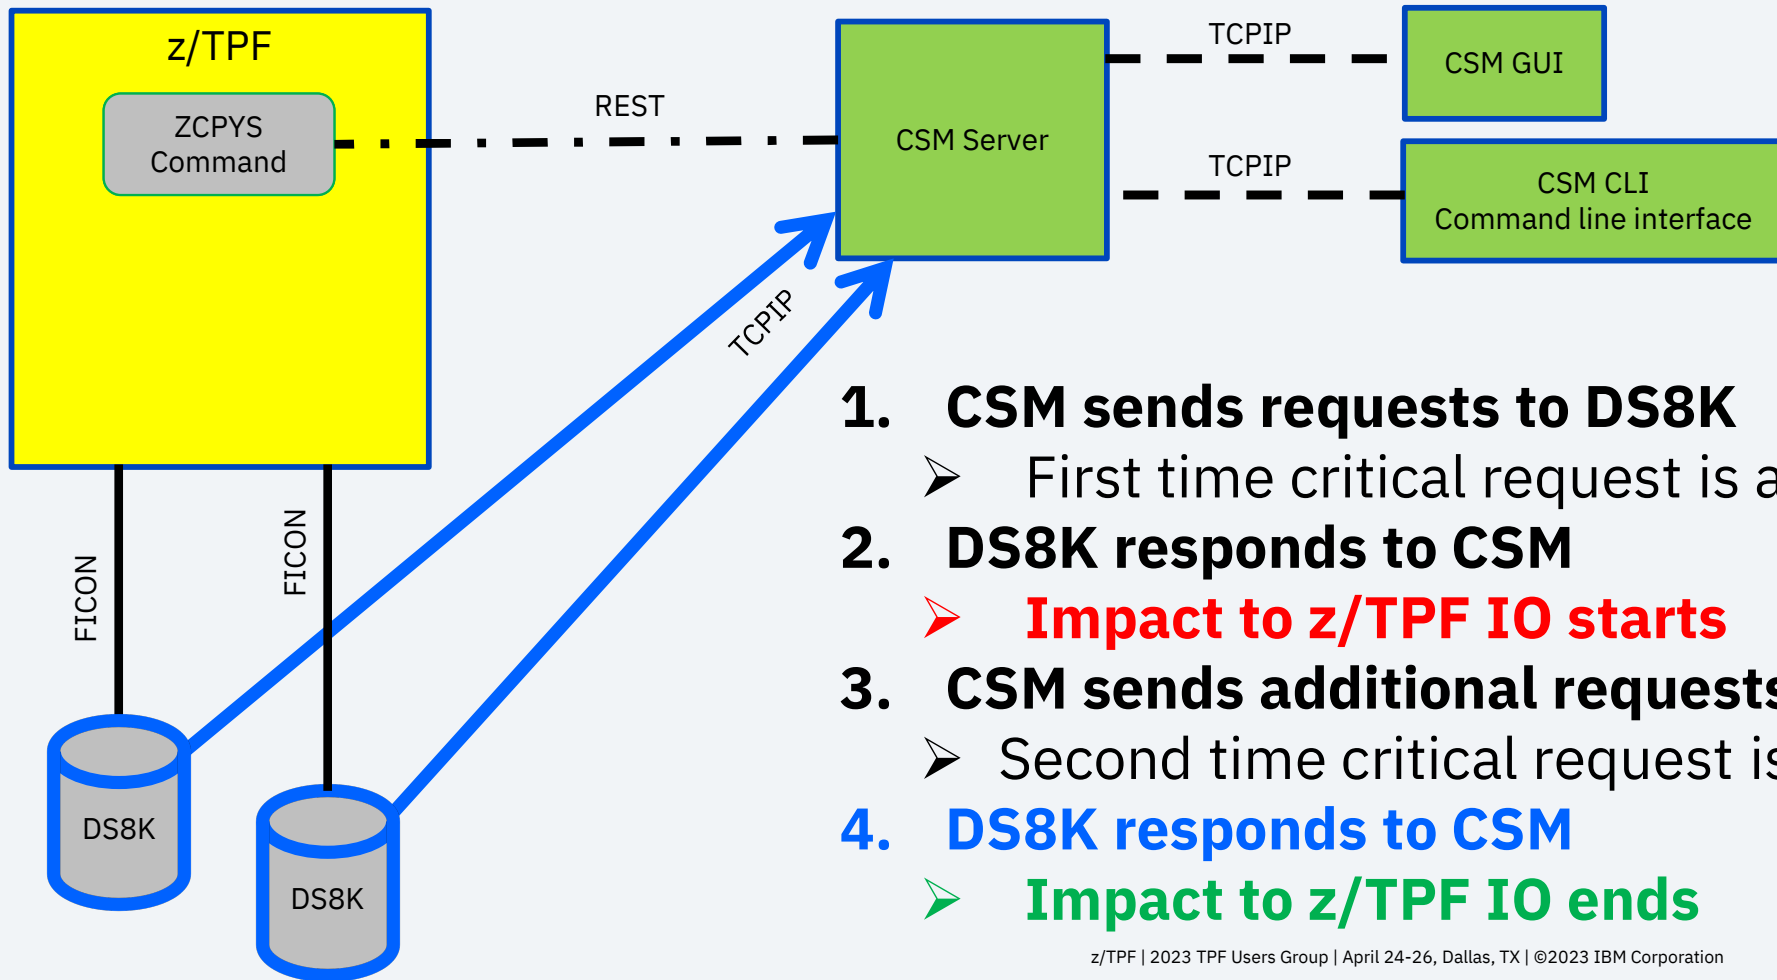 z/TPF
ZCPYS
Command
REST
CSM Server
TCPIP
CSM GUI
TCPIP
CSM CLI
Command line interface
TCPIP
FICON
FICON
DS8K
DS8K
1. CSM sends requests to DS8K
➢ First time critical request is a
2. DS8K responds to CSM
➢ Impact to z/TPF IO starts
3. CSM sends additional requests
➢ Second time critical request is
4. DS8K responds to CSM
➢ Impact to z/TPF IO ends
z/TPF | 2023 TPF Users Group | April 24-26, Dallas, TX | ©2023 IBM Corporation